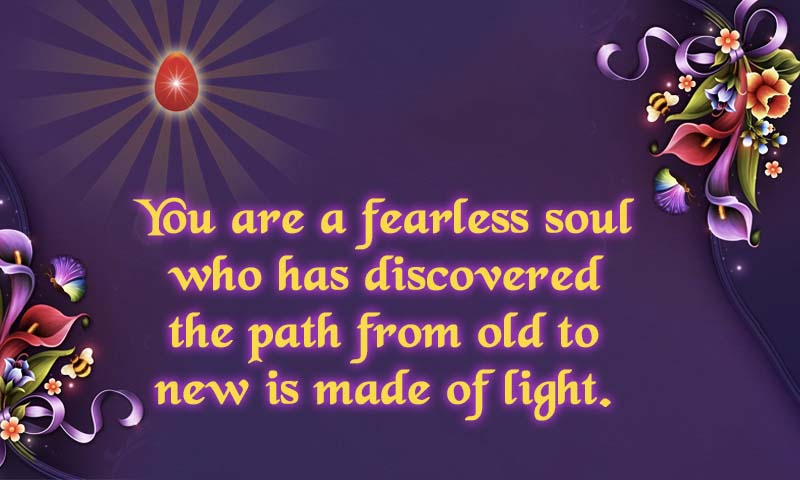 You are a fearless soul
who has discovered
the path from old to
new is made of light.